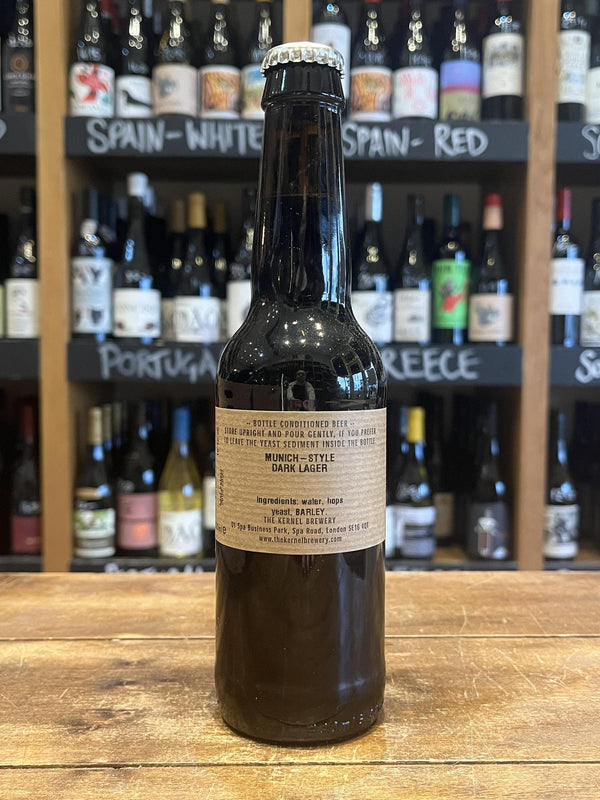 SPAIN-WHITE
SPAIN- RED
PORTUGA
REECE
-- BOTTLE CONDITIONED BEER --
STORE UPRIGHT AND POUR GENTLY, IF YOU PREFER
TO LEAVE THE YEAST SEDIMENT INSIDE THE BOTTLE
MUNICH-STYLE
DARK LAGER
Ingredients: water, hops
yeast, BARLEY.
THE KERNEL BREWERY
01 Spa Business Park, Spa Road, London SE16 4QT
www.thekernelbrewery.com